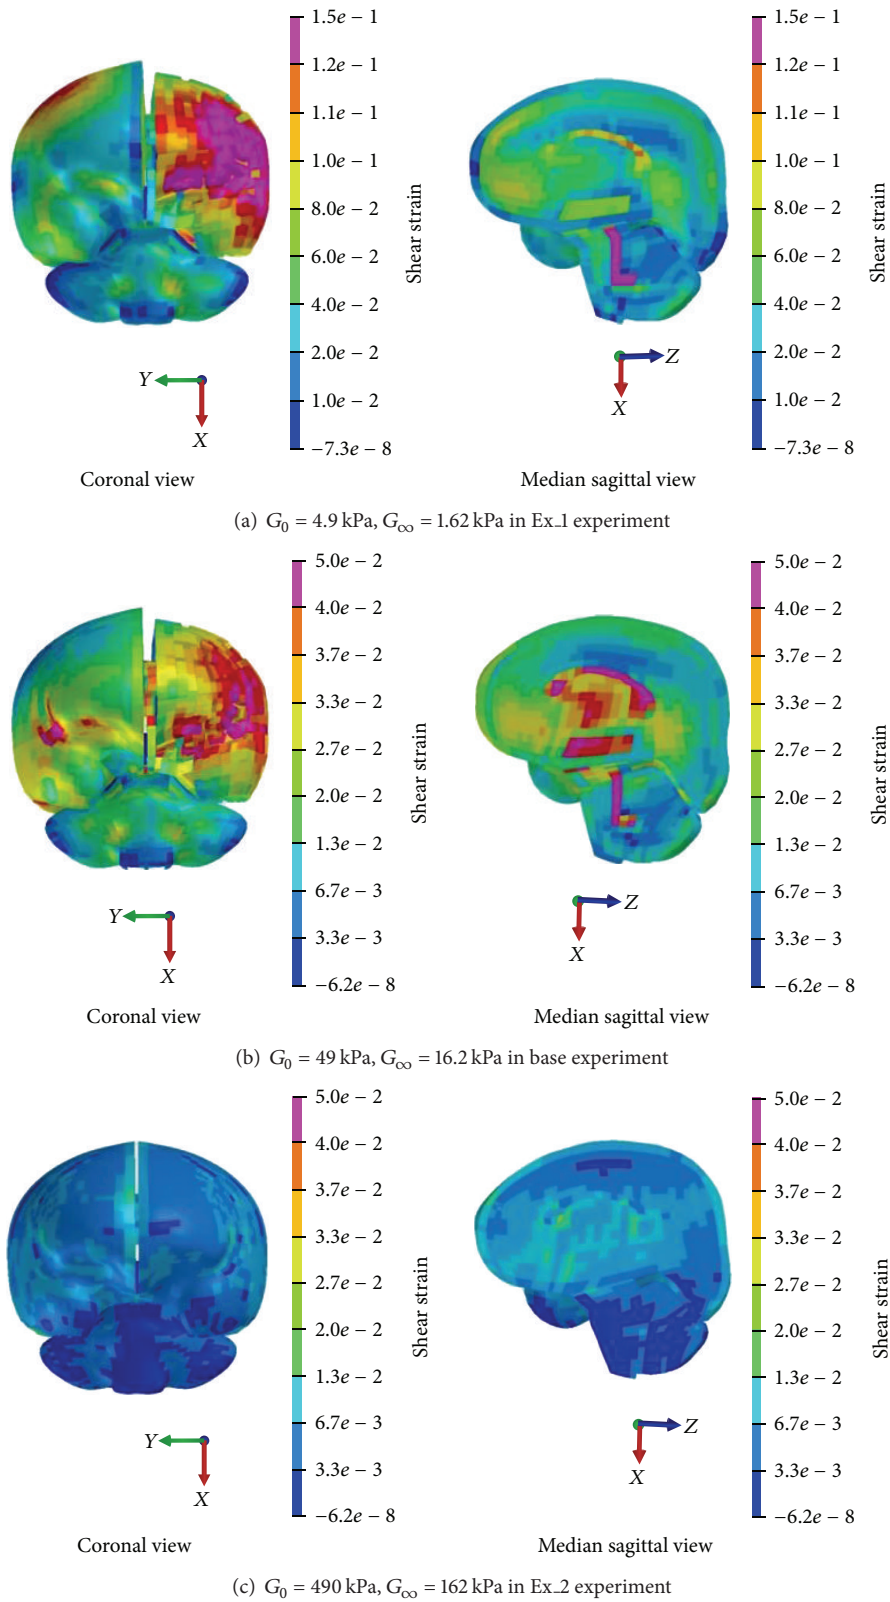 1.5e − 1
1.2e − 1
1.1e − 1
1.0e − 1
8.0e − 2
6.0e − 2
4.0e − 2
2.0e − 2
1.0e − 2
−7.3e − 8
Shear strain
Y
X
Coronal view
1.5e − 1
1.2e − 1
1.1e − 1
1.0e − 1
8.0e − 2
6.0e − 2
4.0e − 2
2.0e − 2
1.0e − 2
−7.3e − 8
Shear strain
Z
X
Median sagittal view
(a) G₀ = 4.9 kPa, G∞ = 1.62 kPa in Ex_1 experiment
5.0e − 2
4.0e − 2
3.7e − 2
3.3e − 2
2.7e − 2
2.0e − 2
1.3e − 2
6.7e − 3
3.3e − 3
−6.2e − 8
Shear strain
Y
X
Coronal view
5.0e − 2
4.0e − 2
3.7e − 2
3.3e − 2
2.7e − 2
2.0e − 2
1.3e − 2
6.7e − 3
3.3e − 3
−6.2e − 8
Shear strain
Z
X
Median sagittal view
(b) G₀ = 49 kPa, G∞ = 16.2 kPa in base experiment
5.0e − 2
4.0e − 2
3.7e − 2
3.3e − 2
2.7e − 2
2.0e − 2
1.3e − 2
6.7e − 3
3.3e − 3
−6.2e − 8
Shear strain
Y
X
Coronal view
5.0e − 2
4.0e − 2
3.7e − 2
3.3e − 2
2.7e − 2
2.0e − 2
1.3e − 2
6.7e − 3
3.3e − 3
−6.2e − 8
Shear strain
Z
X
Median sagittal view
(c) G₀ = 490 kPa, G∞ = 162 kPa in Ex_2 experiment